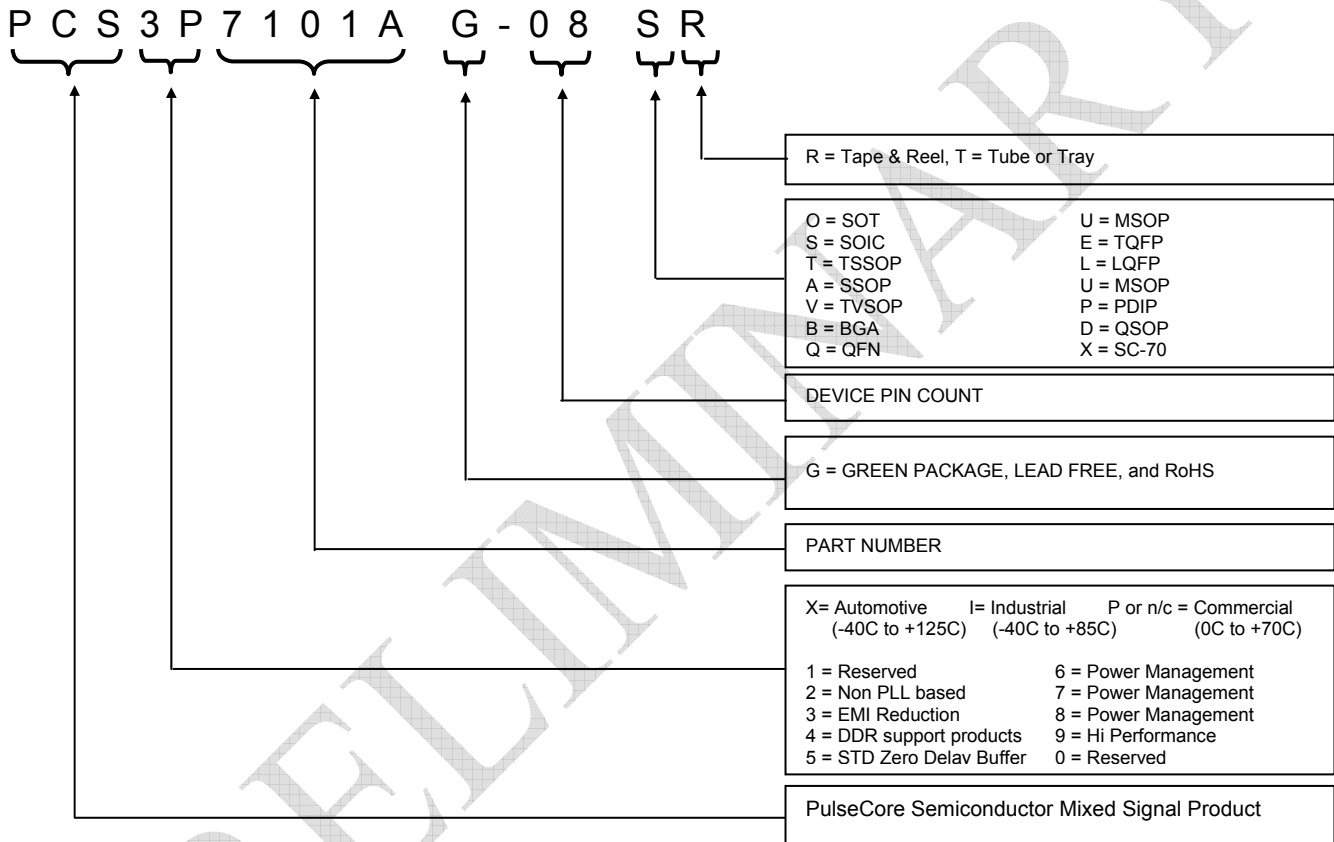 P C S 3 P 7 1 0 1 A G - 0 8 S R
R = Tape & Reel, T = Tube or Tray
O = SOT U = MSOP
S = SOIC E = TQFP
T = TSSOP L = LQFP
A = SSOP U = MSOP
V = TVSOP P = PDIP
B = BGA D = QSOP
Q = QFN X = SC-70
DEVICE PIN COUNT
G = GREEN PACKAGE, LEAD FREE, and RoHS
PART NUMBER
X= Automotive I= Industrial P or n/c = Commercial
(-40C to +125C) (-40C to +85C) (0C to +70C)
1 = Reserved 6 = Power Management
2 = Non PLL based 7 = Power Management
3 = EMI Reduction 8 = Power Management
4 = DDR support products 9 = Hi Performance
5 = STD Zero Delay Buffer 0 = Reserved
PulseCore Semiconductor Mixed Signal Product
PRELIMINARY